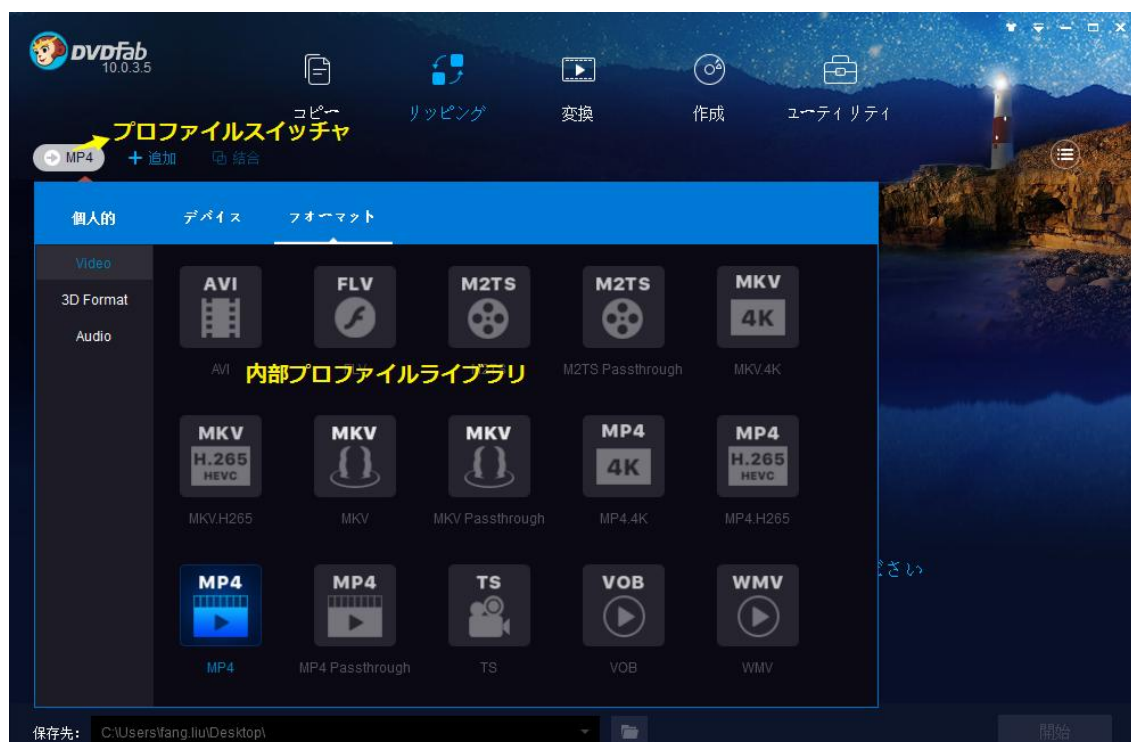 DVDFab
10.0.3.5
コピー
リッピング
変換
作成
ユーティリティ
プロファイルスイッチャ
MP4
追加
結合
個人的
デバイス
フォーマット
Video
3D Format
Audio
AVI
FLV
M2TS
M2TS
MKV
4K
AVI
内部プロファイルライブラリ
M2TS Passthrough
MKV.4K
MKV
H.265
HEVC
MKV
MKV
MP4
4K
MP4
H.265
HEVC
MKV.H265
MKV
MKV Passthrough
MP4.4K
MP4.H265
ださい
MP4
MP4
TS
VOB
WMV
MP4
MP4 Passthrough
TS
VOB
WMV
保存先:
C:\Users\fang.liu\Desktop\
開始